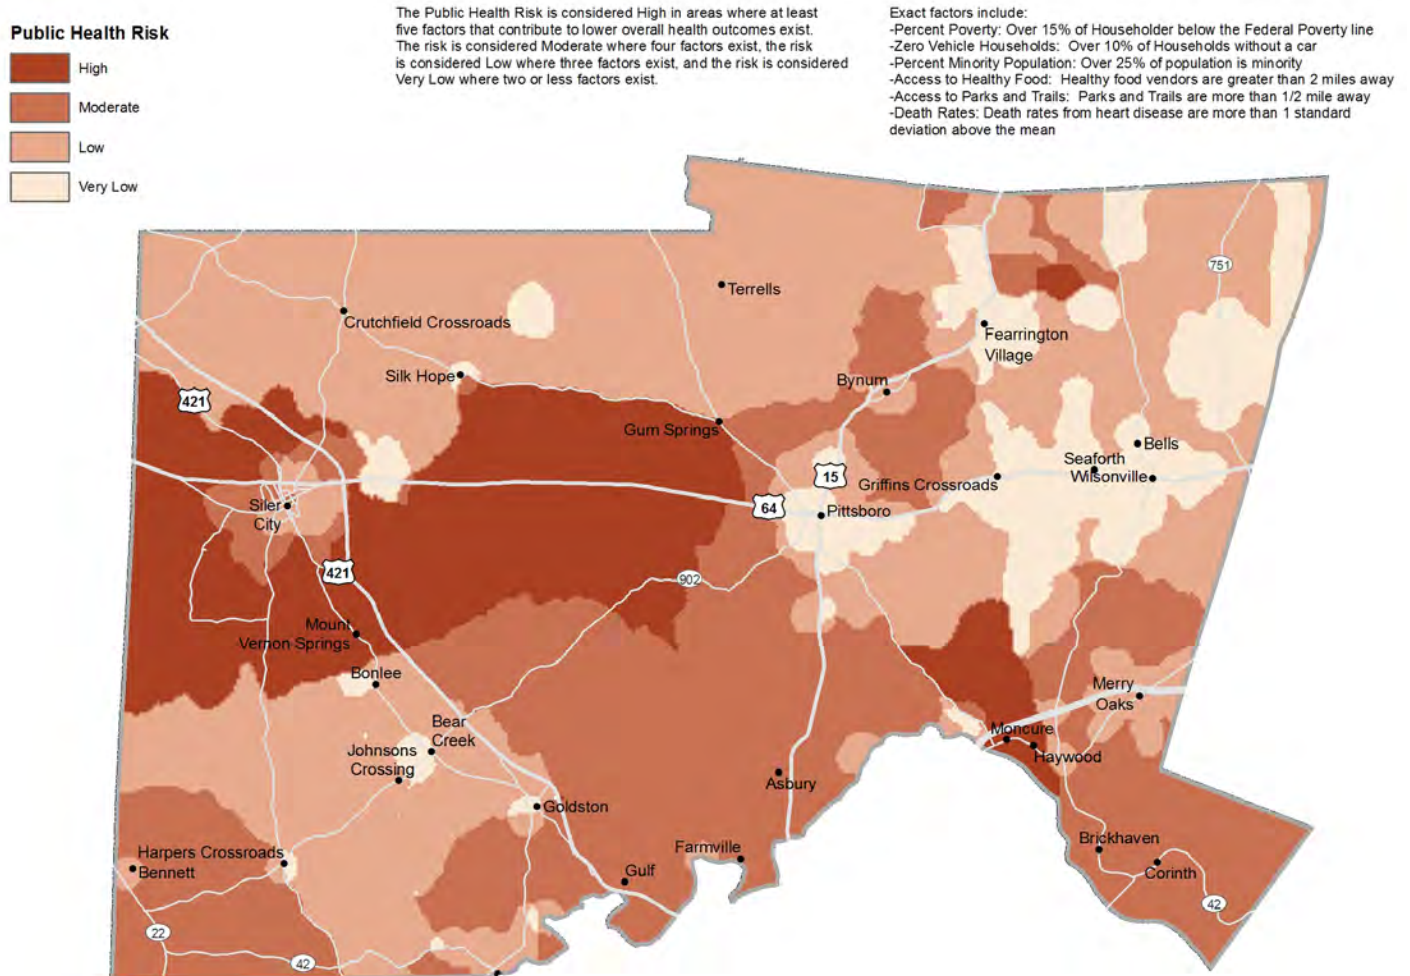 Public Health Risk
High
Moderate
Low
Very Low
The Public Health Risk is considered High in areas where at least
five factors that contribute to lower overall health outcomes exist.
The risk is considered Moderate where four factors exist, the risk
is considered Low where three factors exist, and the risk is considered
Very Low where two or less factors exist.
Exact factors include:
-Percent Poverty: Over 15% of Householder below the Federal Poverty line
-Zero Vehicle Households: Over 10% of Households without a car
-Percent Minority Population: Over 25% of population is minority
-Access to Healthy Food: Healthy food vendors are greater than 2 miles away
-Access to Parks and Trails: Parks and Trails are more than 1/2 mile away
-Death Rates: Death rates from heart disease are more than 1 standard
deviation above the mean
751
Terrells
Crutchfield Crossroads
Fearrington
Village
Silk Hope
Bynum
421
Gum Springs
Bells
Seaforth
15
Griffins Crossroads
Wilsonville
64
Siler
City
Pittsboro
421
902
Mount
Vernon Springs
Bonlee
Merry
Oaks
Bear
Creek
Moncure
Johnsons
Crossing
Haywood
Asbury
Goldston
Farmville
Brickhaven
Harpers Crossroads
Bennett
Gulf
Corinth
42
22
42